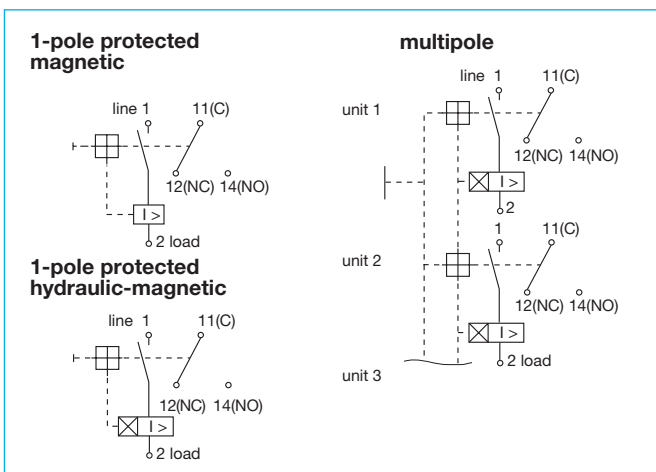 1-pole protected
magnetic
line 1
11(C)
12(NC) 14(NO)
I >
2 load
1-pole protected
hydraulic-magnetic
line 1
11(C)
12(NC) 14(NO)
I >
2 load
multipole
line 1
11(C)
unit 1
12(NC) 14(NO)
I >
2
1
11(C)
unit 2
12(NC) 14(NO)
I >
2 load
unit 3